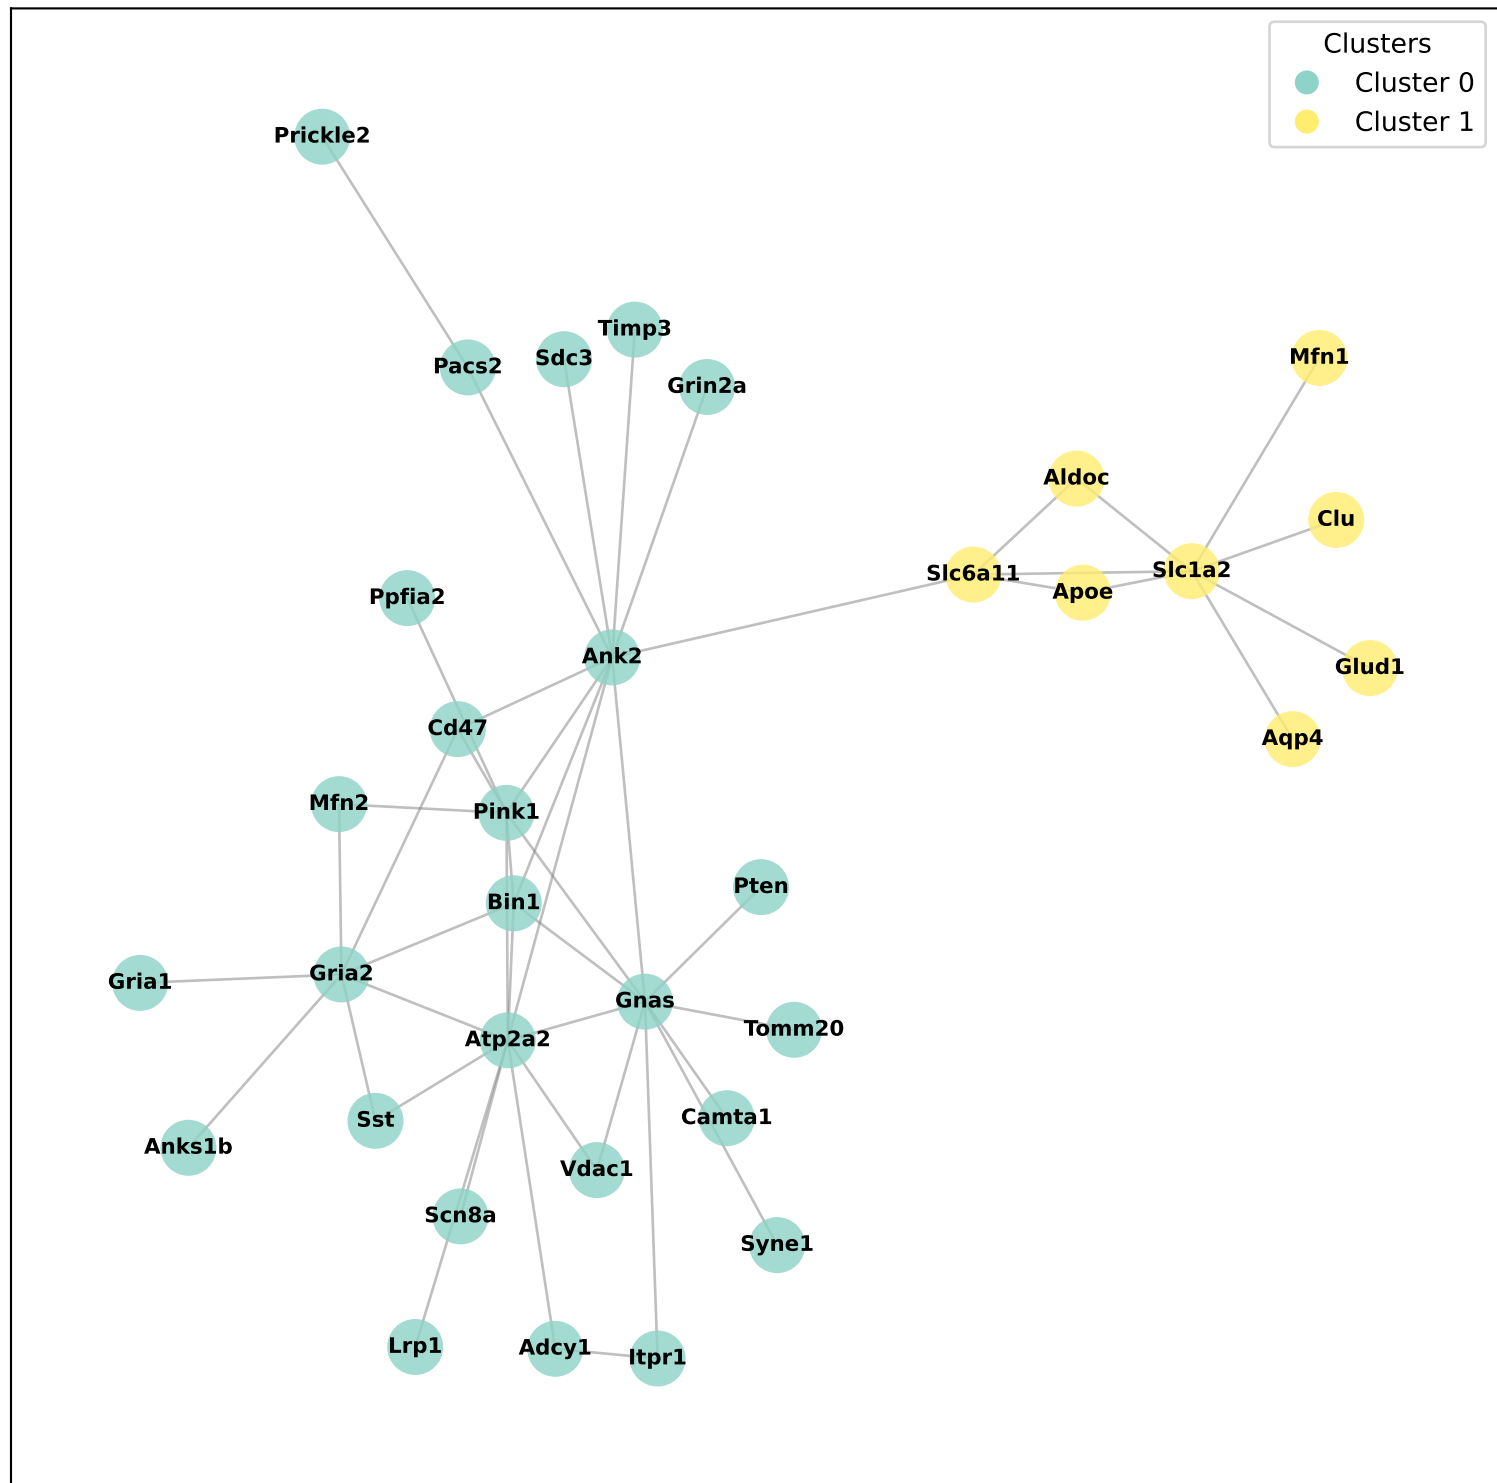 Clusters
Cluster 0
Cluster 1
Prickle2
Timp3
Sdc3
Pacs2
Grin2a
Mfn1
Aldoc
Clu
Slc6a11
Slc1a2
Apoe
Ppfia2
Ank2
Glud1
Cd47
Aqp4
Mfn2
Pink1
Pten
Bin1
Gria2
Gria1
Gnas
Tomm20
Atp2a2
Camta1
Sst
Anks1b
Vdac1
Scn8a
Syne1
Lrp1
Adcy1
Itpr1